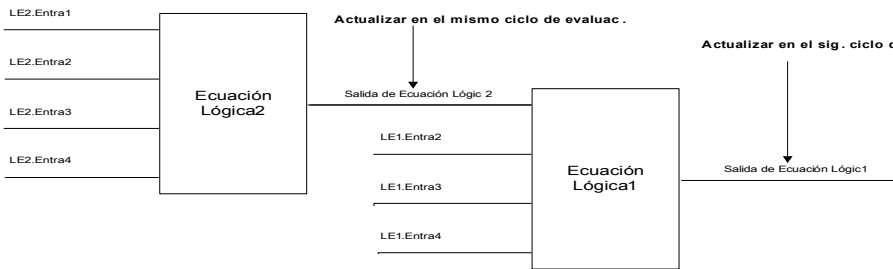 LE2.Entra1
Actualizar en el mismo ciclo de evaluac.
Actualizar en el sig. ciclo d
LE2.Entra2
Ecuación
Lógica2
Salida de Ecuación Lógic 2
LE2.Entra3
LE1.Entra2
LE2.Entra4
Ecuación
Lógica1
Salida de Ecuación Lógic1
LE1.Entra3
LE1.Entra4